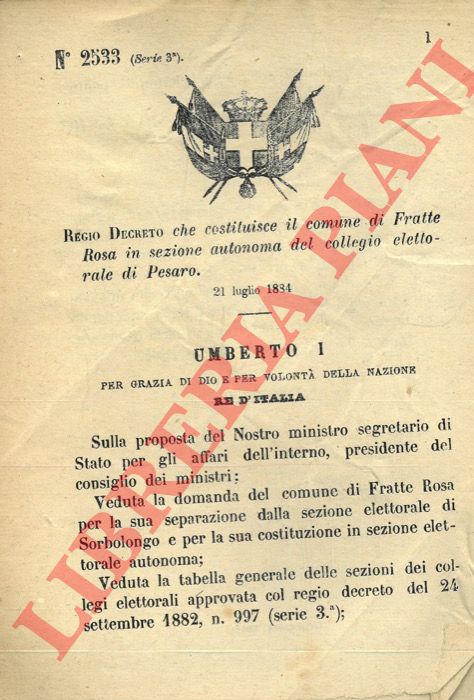 1
N° 2533 (Serie 3ª).
REGIO DECRETO che costituisce il comune di Fratte
Rosa in sezione autonoma del collegio eletto-
rale di Pesaro.
21 luglio 1884
UMBERTO I
PER GRAZIA DI DIO E PER VOLONTÀ DELLA NAZIONE
RE D'ITALIA
Sulla proposta del Nostro ministro segretario di
Stato per gli affari dell'interno, presidente del
consiglio dei ministri;
Veduta la domanda del comune di Fratte Rosa
per la sua separazione dalla sezione elettorale di
Sorbolongo e per la sua costituzione in sezione elet-
torale autonoma;
Veduta la tabella generale delle sezioni dei col-
legi elettorali approvata col regio decreto del 24
settembre 1882, n. 997 (serie 3.ª);
LIBRERIA PIANI